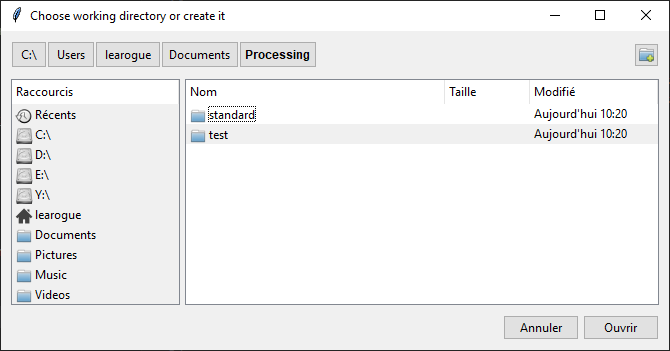 Choose working directory or create it
C:\ Users learogue Documents Processing
Raccourcis
Récents
C:\
D:\
E:\
Y:\
learogue
Documents
Pictures
Music
Videos
Nom Taille Modifié
standard Aujourd'hui 10:20
test Aujourd'hui 10:20
Annuler Ouvrir